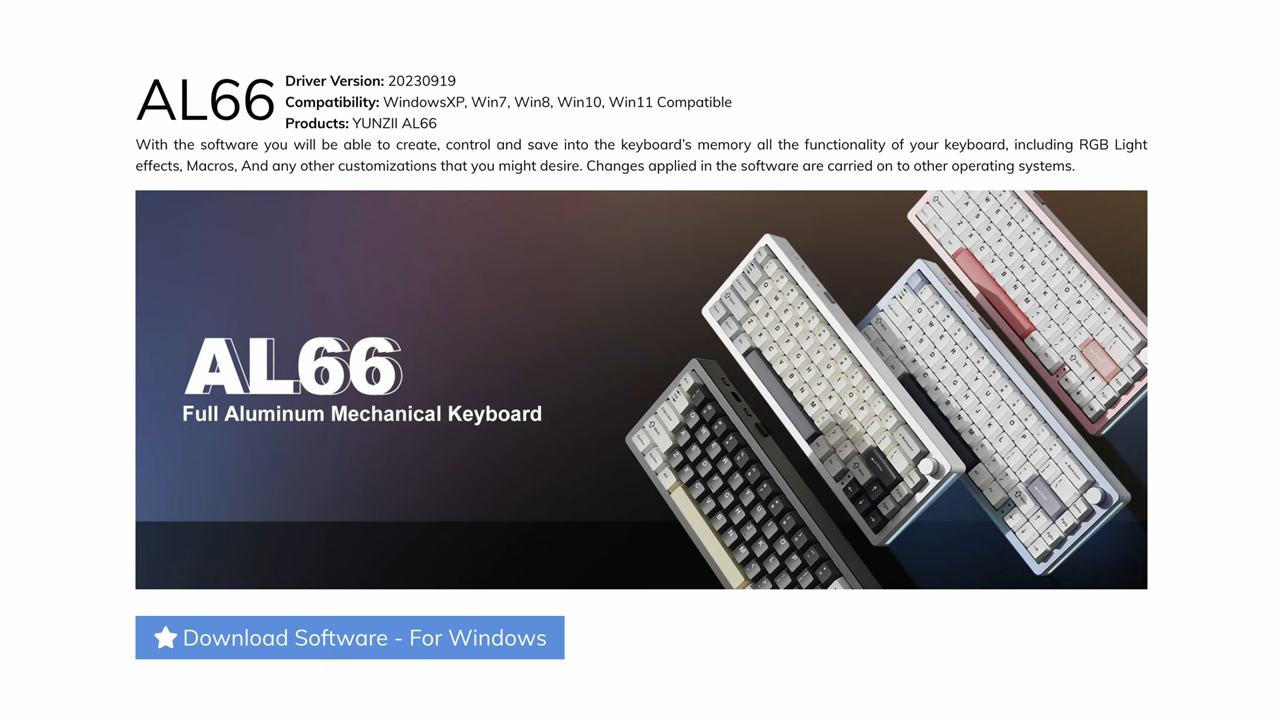 AL66
Driver Version: 20230919
Compatibility: WindowsXP, Win7, Win8, Win10, Win11 Compatible
Products: YUNZII AL66
With the software you will be able to create, control and save into the keyboard’s memory all the functionality of your keyboard, including RGB Light
effects, Macros, And any other customizations that you might desire. Changes applied in the software are carried on to other operating systems.
AL66
Full Aluminum Mechanical Keyboard
Download Software - For Windows